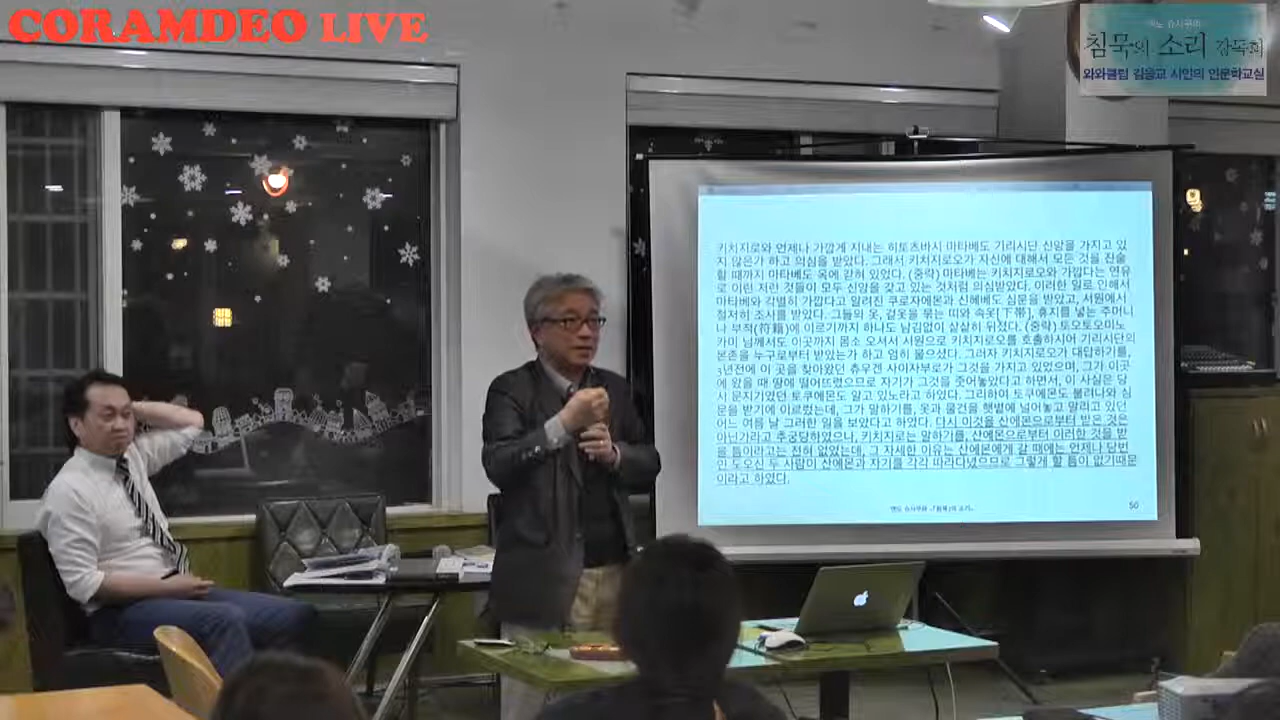 CORAMDEO LIVE
엔도 슈사쿠의
침묵의 소리 강독회
와와클럽 김응교 시인의 인문학교실
키치지로와 언제나 가깝게 지내는 히토츠바시 마타베도 기리시단 신앙을 가지고 있
지 않은가 하고 의심을 받았다. 그래서 키치지로오가 자신에 대해서 모든 것을 진술
할 때까지 마타베도 옥에 갇혀 있었다. (중략) 마타베는 키치지로오와 가깝다는 연유
로 이런 저런 것들이 모두 신앙을 갖고 있는 것처럼 의심받았다. 이러한 일로 인해서
마타베와 각별히 가깝다고 알려진 쿠로자에몬과 신헤베도 심문을 받았고, 서원에서
철저히 조사를 받았다. 그들의 옷, 겉옷을 묶는 띠와 속옷[下帯], 휴지를 넣는 주머니
나 부적(符籍)에 이르기까지 하나도 남김없이 샅샅이 뒤졌다. (중략) 토오토오미노
카미 님께서도 이곳까지 몸소 오셔서 서원으로 키치지로오를 호출하시어 기리시단의
본존을 누구로부터 받았는가 하고 엄히 물으셨다. 그러자 키치지로오가 대답하기를,
3년전에 이 곳을 찾아왔던 츄우겐 사이자부로가 그것을 가지고 있었으며, 그가 이곳
에 왔을 때 땅에 떨어뜨렸으므로 자기가 그것을 줏어놓았다고 하면서, 이 사실은 당
시 문지기였던 토쿠에몬도 알고 있노라고 하였다. 그리하여 토쿠에몬도 불려나와 심
문을 받기에 이르렀는데, 그가 말하기를, 옷과 물건을 햇볕에 널어놓고 말리고 있던
어느 여름 날 그러한 일을 보았다고 하였다. 다시 이것을 산에몬으로부터 받은 것은
아닌가라고 추궁당하였으나, 키치지로는 말하기를, 산에몬으로부터 이러한 것을 받
을 틈이라고는 전혀 없었는데, 그 자세한 이유는 산에몬에게 갈 때에는 언제나 당번
인 도오신 두 사람이 산에몬과 자기를 각각 따라다녔으므로 그렇게 할 틈이 없기때문
이라고 하였다.
엔도 슈사쿠와 『침묵』의 소리
50